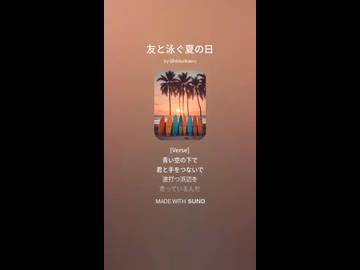 友と泳ぐ夏の日
[Verse]
青い空の下で
君と手をつないで
波打つ浜辺を
走っているんだ
MADE WITH SUNO